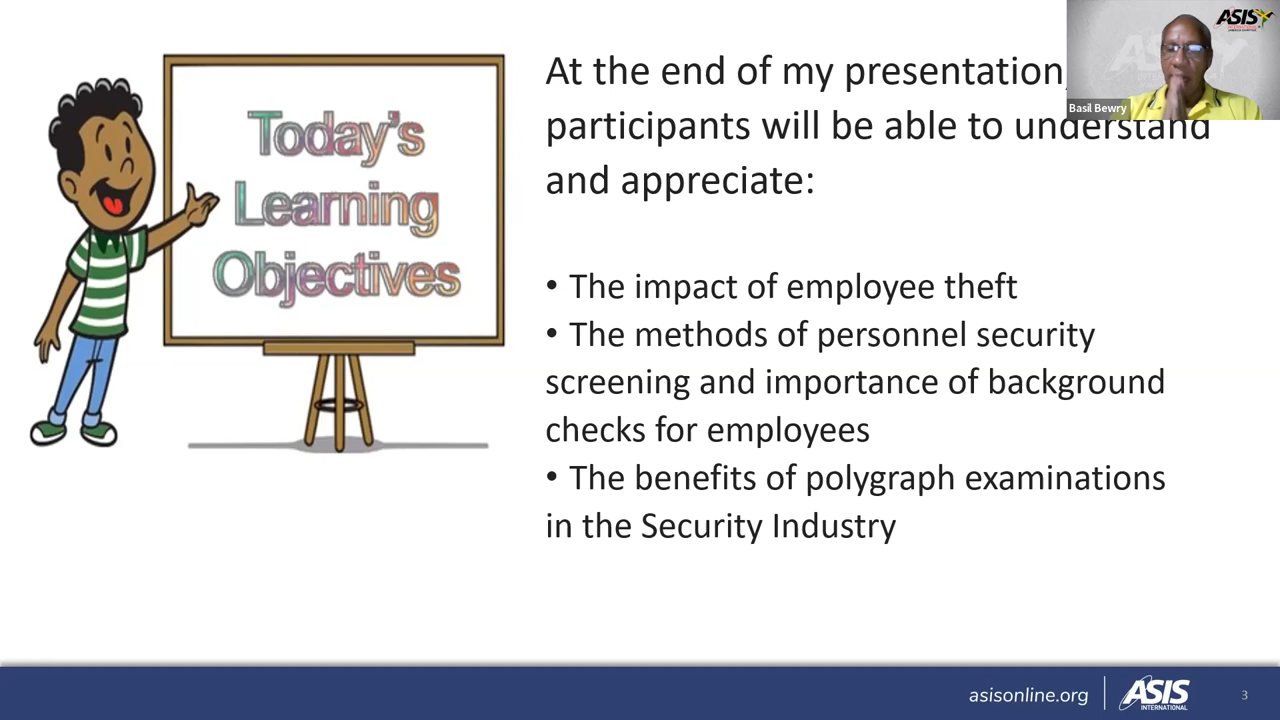 ASIS
INTERNATIONAL
Basil Bewry
Today's
Learning
Objectives
At the end of my presentation,
participants will be able to understand
and appreciate:
• The impact of employee theft
• The methods of personnel security
screening and importance of background
checks for employees
• The benefits of polygraph examinations
in the Security Industry
asisonline.org
ASIS
INTERNATIONAL
3